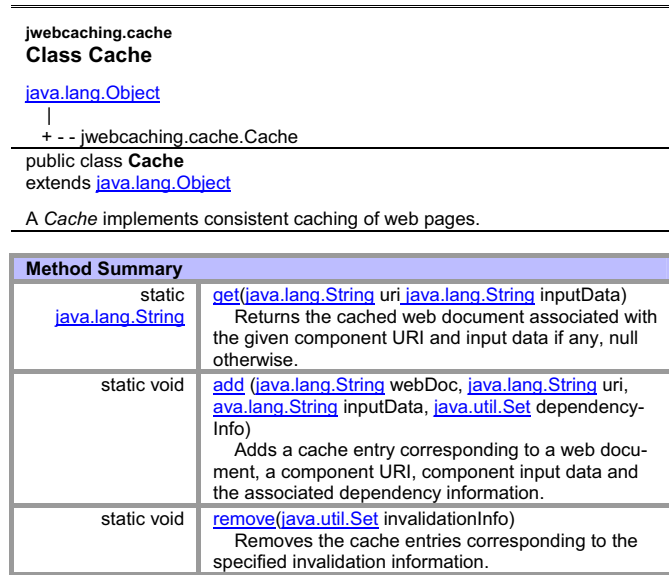 jwebcaching.cache
Class Cache
java.lang.Object
|
+ - - jwebcaching.cache.Cache
public class Cache
extends java.lang.Object
A Cache implements consistent caching of web pages.
Method Summary
static java.lang.String
get(java.lang.String uri java.lang.String inputData)
Returns the cached web document associated with
the given component URI and input data if any, null
otherwise.
static void
add (java.lang.String webDoc, java.lang.String uri,
ava.lang.String inputData, java.util.Set dependency-
Info)
Adds a cache entry corresponding to a web docu-
ment, a component URI, component input data and
the associated dependency information.
static void
remove(java.util.Set invalidationInfo)
Removes the cache entries corresponding to the
specified invalidation information.